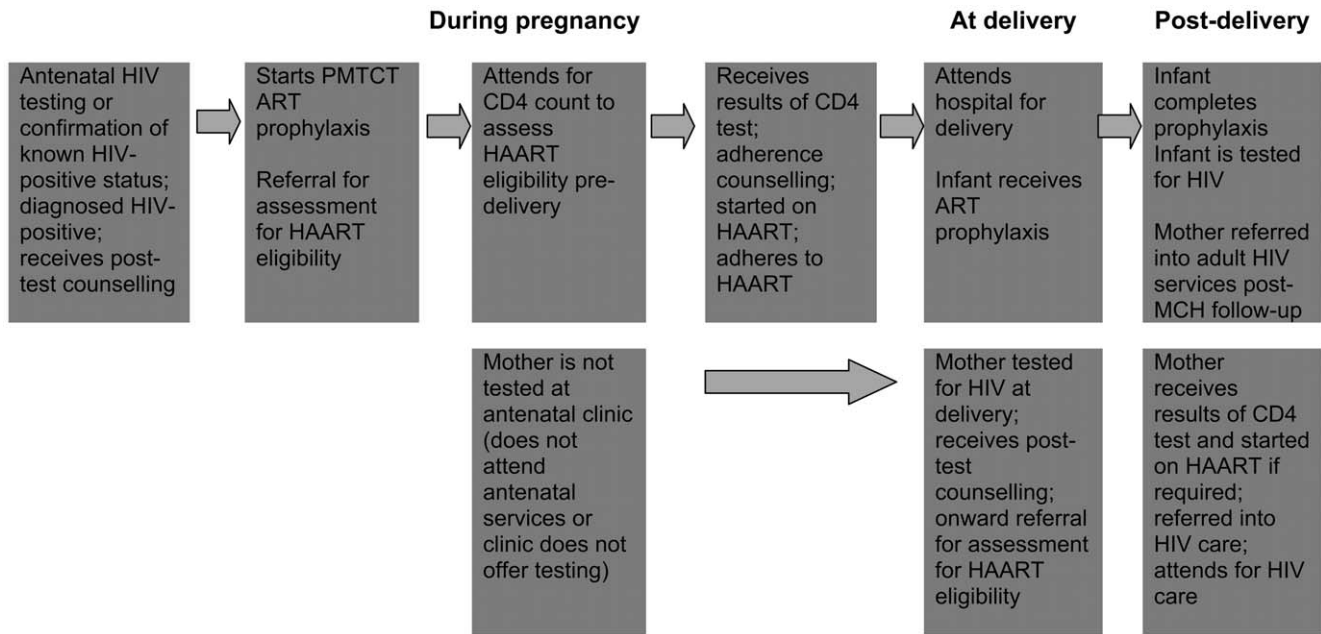 During pregnancy
At delivery
Post-delivery
Antenatal HIV
testing or
confirmation of
known HIV-
positive status;
diagnosed HIV-
positive;
receives post-
test counselling
Starts PMTCT
ART
prophylaxis
Referral for
assessment
for HAART
eligibility
Attends for
CD4 count to
assess
HAART
eligibility pre-
delivery
Receives
results of CD4
test;
adherence
counselling;
started on
HAART;
adheres to
HAART
Attends
hospital for
delivery
Infant receives
ART
prophylaxis
Infant
completes
prophylaxis
Infant is tested
for HIV
Mother referred
into adult HIV
services post-
MCH follow-up
Mother is not
tested at
antenatal clinic
(does not
attend
antenatal
services or
clinic does not
offer testing)
Mother tested
for HIV at
delivery;
receives post-
test
counselling;
onward referral
for assessment
for HAART
eligibility
Mother
receives
results of CD4
test and started
on HAART if
required;
referred into
HIV care;
attends for HIV
care